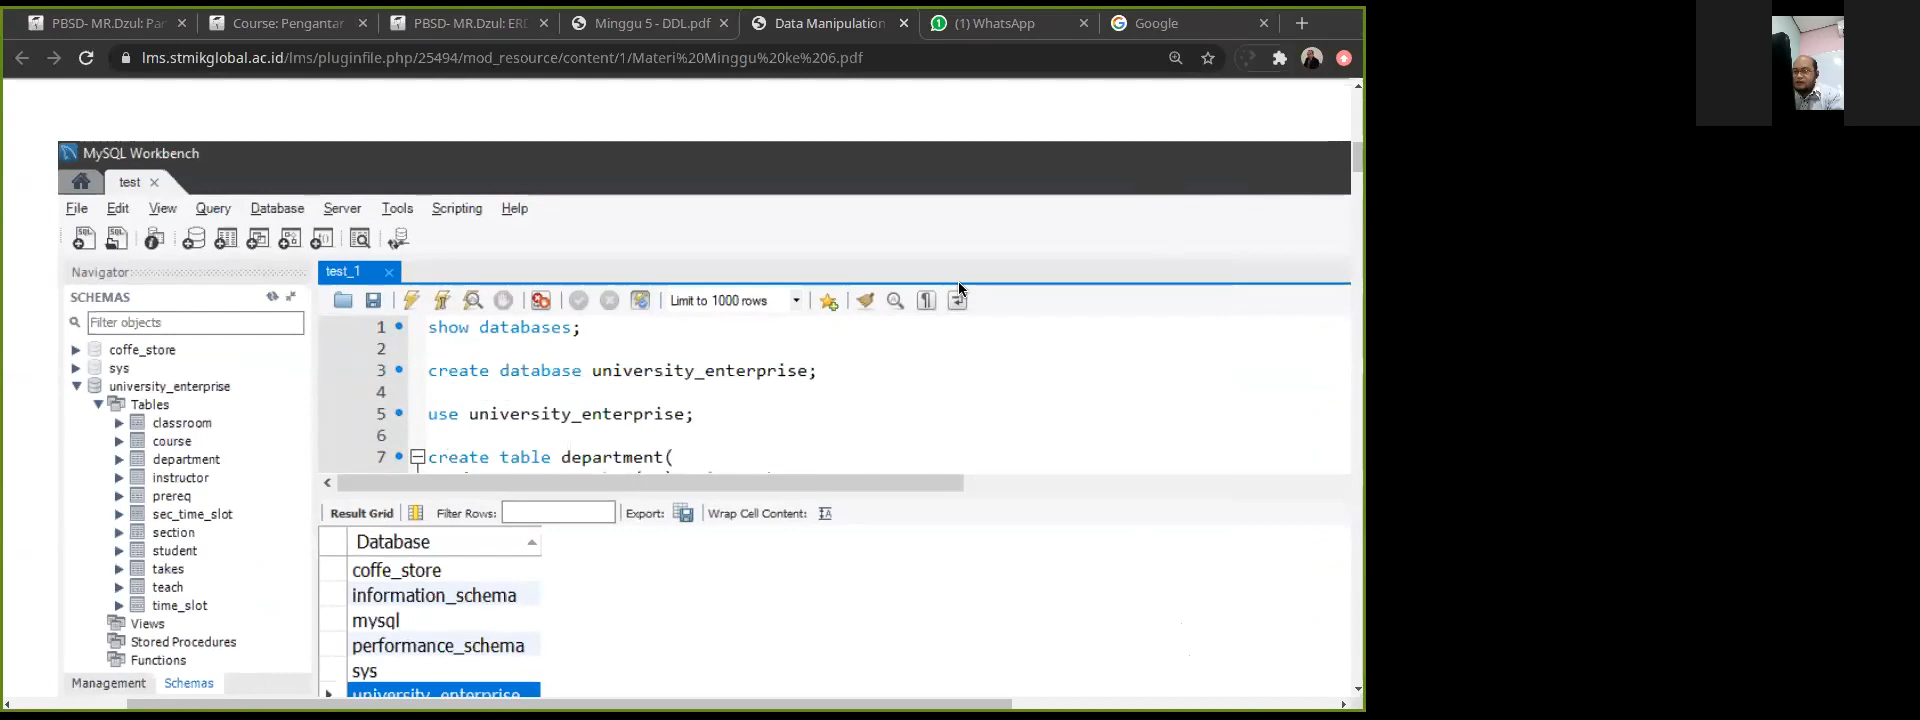 PBSD- MR.Dzul: Par
Course: Pengantar
PBSD- MR.Dzul: ERD
Minggu 5 - DDL.pdf
Data Manipulation
(1) WhatsApp
Google
lms.stmikglobal.ac.id/lms/pluginfile.php/25494/mod_resource/content/1/Materi%20Minggu%20ke%206.pdf
MySQL Workbench
test
File Edit View Query Database Server Tools Scripting Help
Navigator
test_1
SCHEMAS
Limit to 1000 rows
Filter objects
coffe_store
sys
university_enterprise
Tables
classroom
course
department
instructor
prereq
sec_time_slot
section
student
takes
teach
time_slot
Views
Stored Procedures
Functions
Management Schemas
1 show databases;
2
3 create database university_enterprise;
4
5 use university_enterprise;
6
7 create table department(
Result Grid Filter Rows: Export: Wrap Cell Content:
Database
coffe_store
information_schema
mysql
performance_schema
sys
university_enterprise